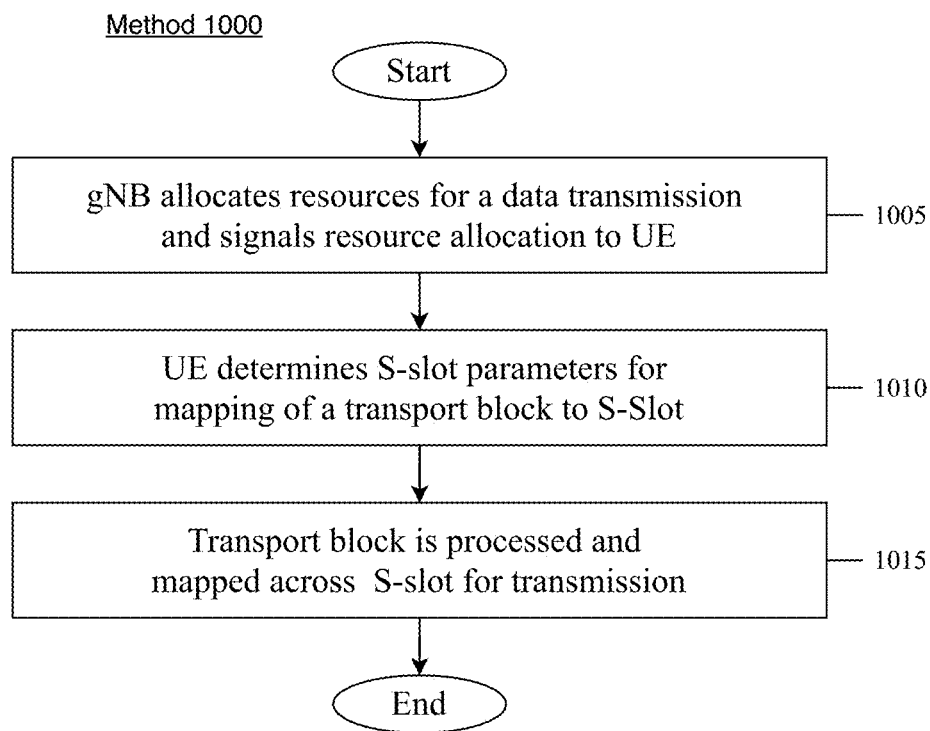 Method 1000
Start
gNB allocates resources for a data transmission
and signals resource allocation to UE
1005
UE determines S-slot parameters for
mapping of a transport block to S-Slot
1010
Transport block is processed and
mapped across S-slot for transmission
1015
End